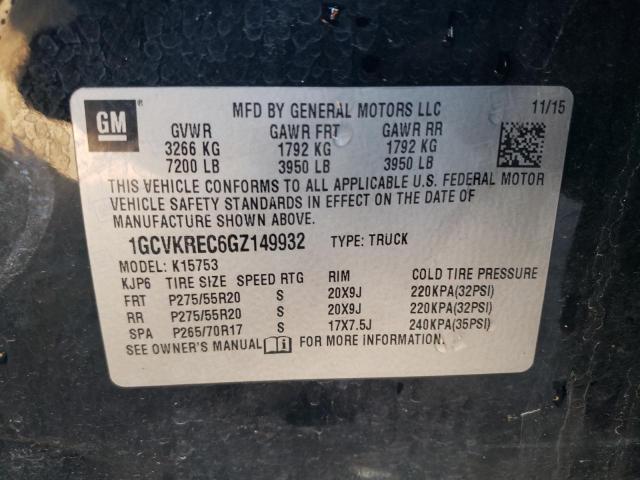 GM
MFD BY GENERAL MOTORS LLC 11/15
GVWR GAWR FRT GAWR RR
3266 KG 1792 KG 1792 KG
7200 LB 3950 LB 3950 LB
THIS VEHICLE CONFORMS TO ALL APPLICABLE U.S. FEDERAL MOTOR
VEHICLE SAFETY STANDARDS IN EFFECT ON THE DATE OF
MANUFACTURE SHOWN ABOVE.
1GCVKREC6GZ149932 TYPE: TRUCK
MODEL: K15753
KJP6 TIRE SIZE SPEED RTG RIM COLD TIRE PRESSURE
FRT P275/55R20 S 20X9J 220KPA(32PSI)
RR P275/55R20 S 20X9J 220KPA(32PSI)
SPA P265/70R17 S 17X7.5J 240KPA(35PSI)
SEE OWNER'S MANUAL FOR MORE INFORMATION.